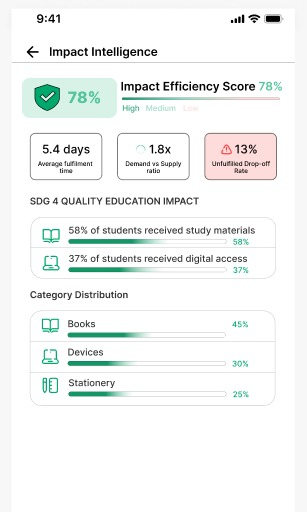 9:41
Impact Intelligence
78%
Impact Efficiency Score 78%
High Medium Low
5.4 days
Average fulfilment
time
1.8x
Demand vs Supply
ratio
13%
Unfulfilled Drop-off
Rate
SDG 4 QUALITY EDUCATION IMPACT
58% of students received study materials
58%
37% of students received digital access
37%
Category Distribution
Books
45%
Devices
30%
Stationery
25%